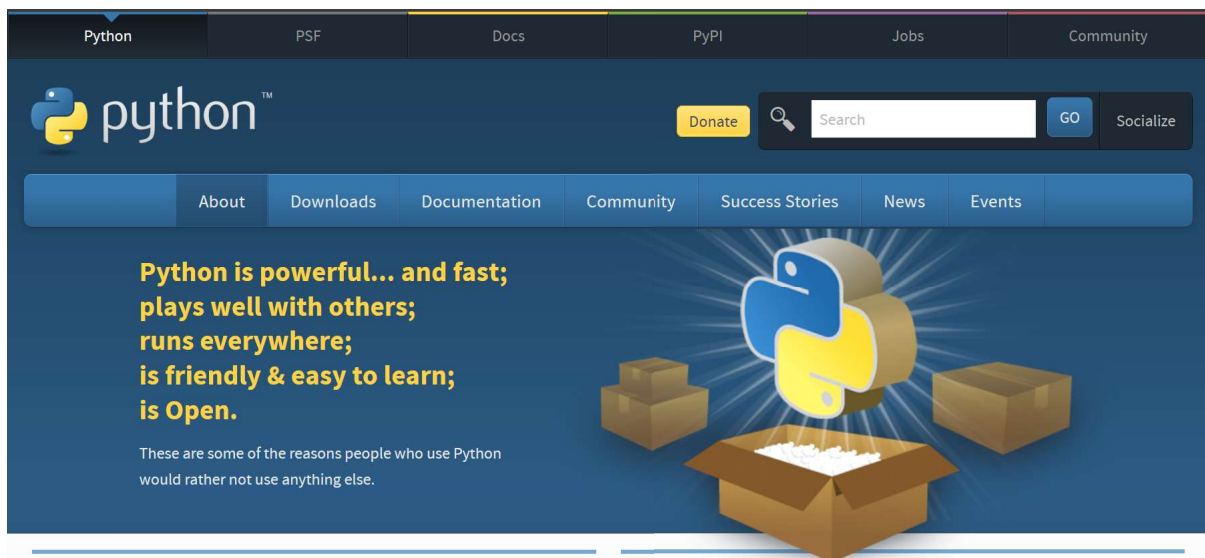 Python PSF Docs PyPI Jobs Community
python™
Donate Search GO Socialize
About Downloads Documentation Community Success Stories News Events
Python is powerful... and fast;
plays well with others;
runs everywhere;
is friendly & easy to learn;
is Open.
These are some of the reasons people who use Python
would rather not use anything else.